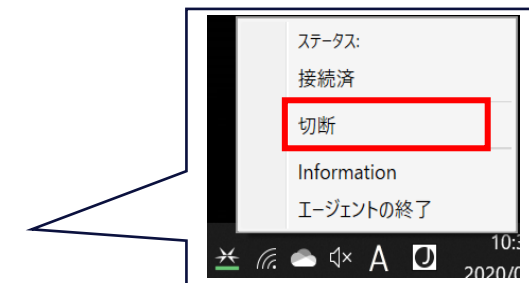 ステータス:
接続済
切断
Information
エージェントの終了
A
10:3
2020/0